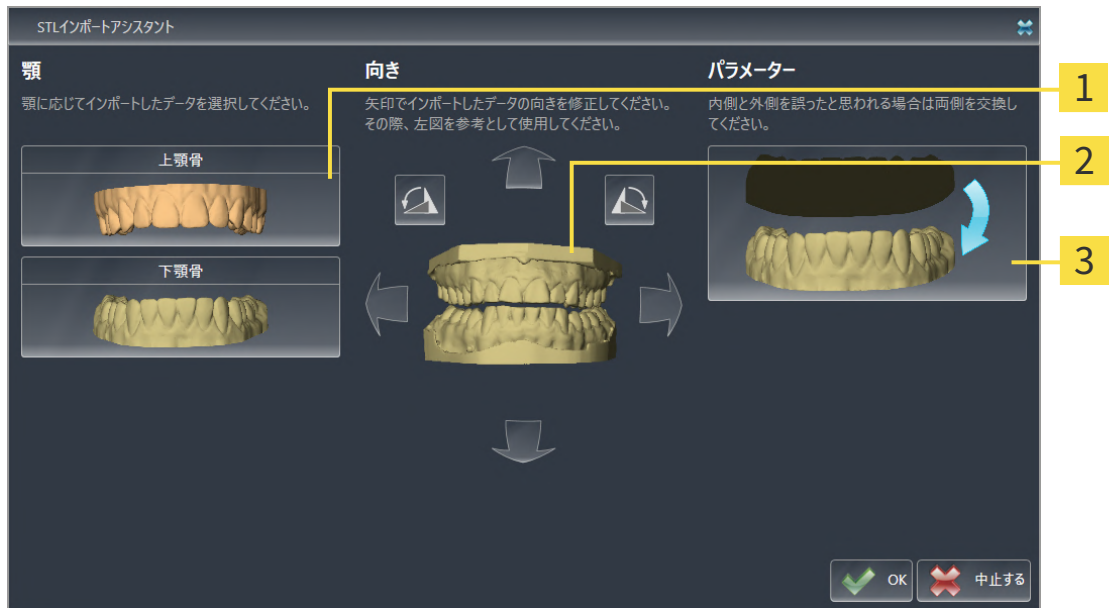 STLインポートアシスタント
顎
顎に応じてインポートしたデータを選択してください。
上顎骨
下顎骨
向き
矢印でインポートしたデータの向きを修正してください。
その際、左図を参考として使用してください。
パラメーター
内側と外側を誤ったと思われる場合は両側を交換し
てください。
1
2
3
OK
中止する